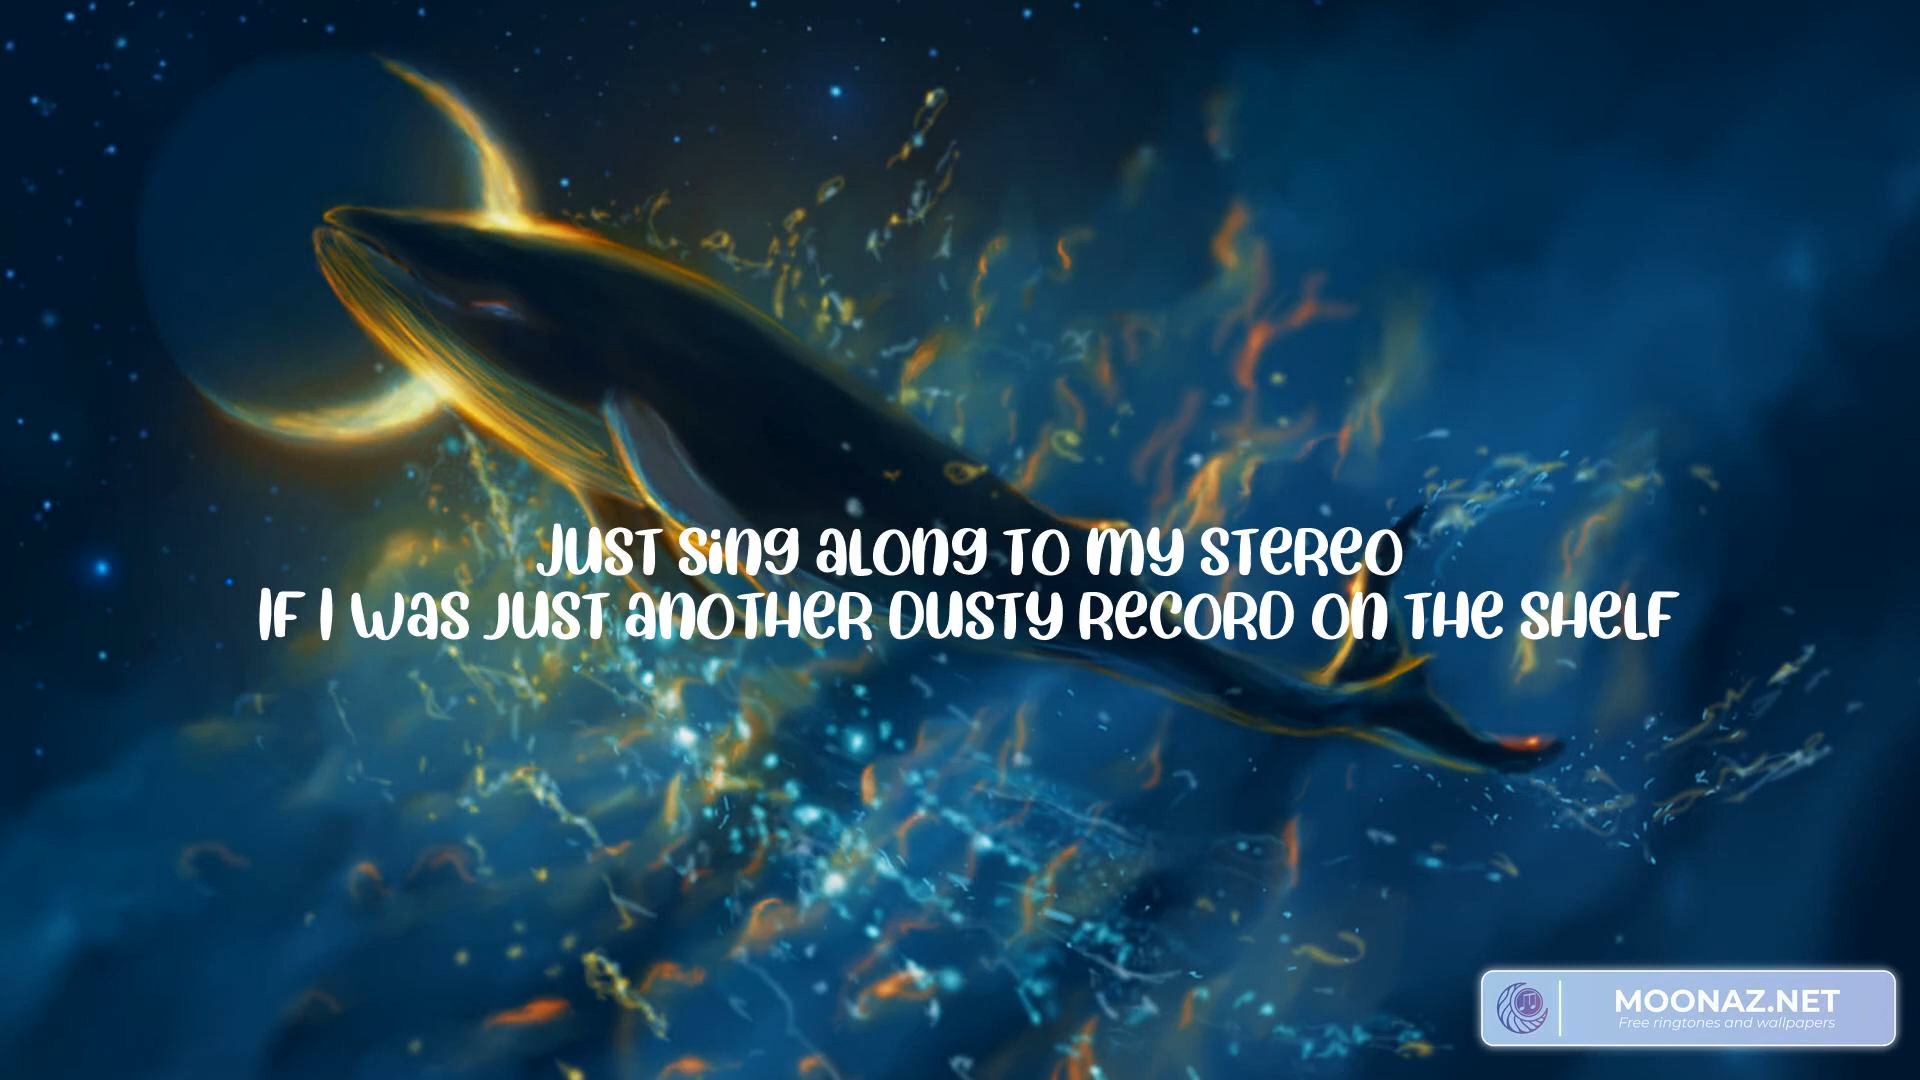 JUST SING ALONG TO MY STEREO
IF I WAS JUST ANOTHER DUSTY RECORD ON THE SHELF
MOONAZ.NET
Free ringtones and wallpapers